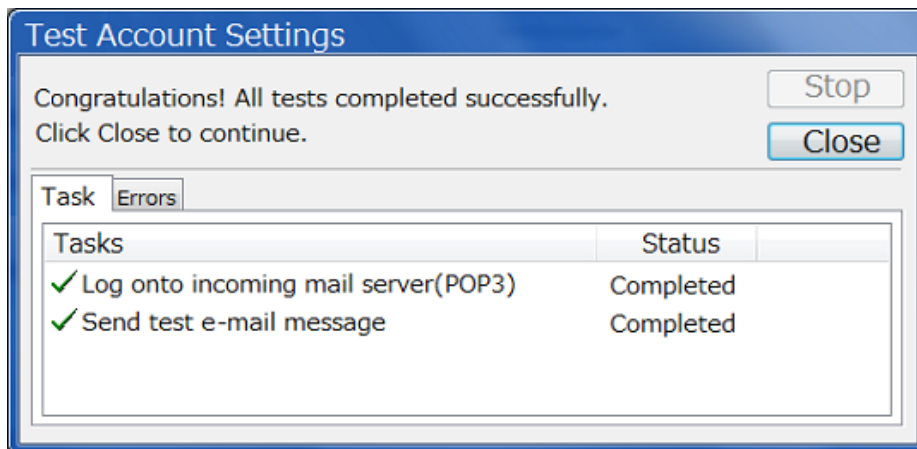 Test Account Settings
Congratulations! All tests completed successfully.
Click Close to continue.
Stop
Close
Task Errors
Tasks Status
Log onto incoming mail server(POP3) Completed
Send test e-mail message Completed